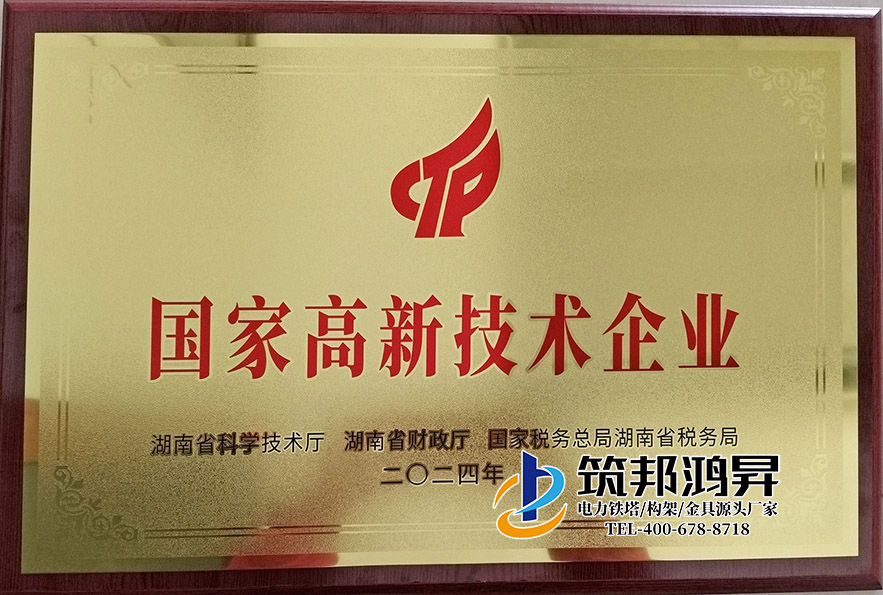 CTP
国家高新技术企业
湖南省科学技术厅 湖南省财政厅 国家税务总局湖南省税务局
二〇二四年
筑邦鸿昇
电力铁塔/构架/金具源头厂家
TEL-400-678-8718